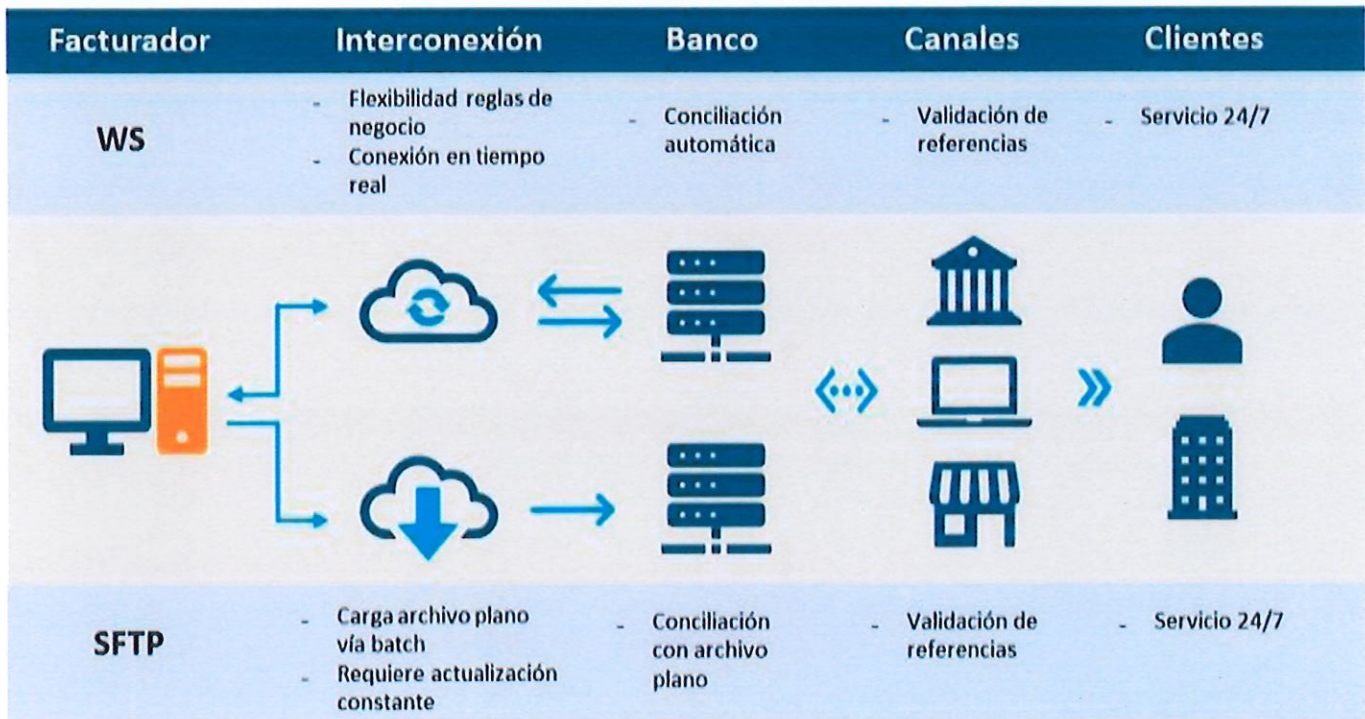 Facturador Interconexión Banco Canales Clientes
WS
- Flexibilidad reglas de
negocio
- Conexión en tiempo
real
- Conciliación
automática
- Validación de
referencias
- Servicio 24/7
SFTP
- Carga archivo plano
vía batch
- Requiere actualización
constante
- Conciliación
con archivo
plano
- Validación de
referencias
- Servicio 24/7